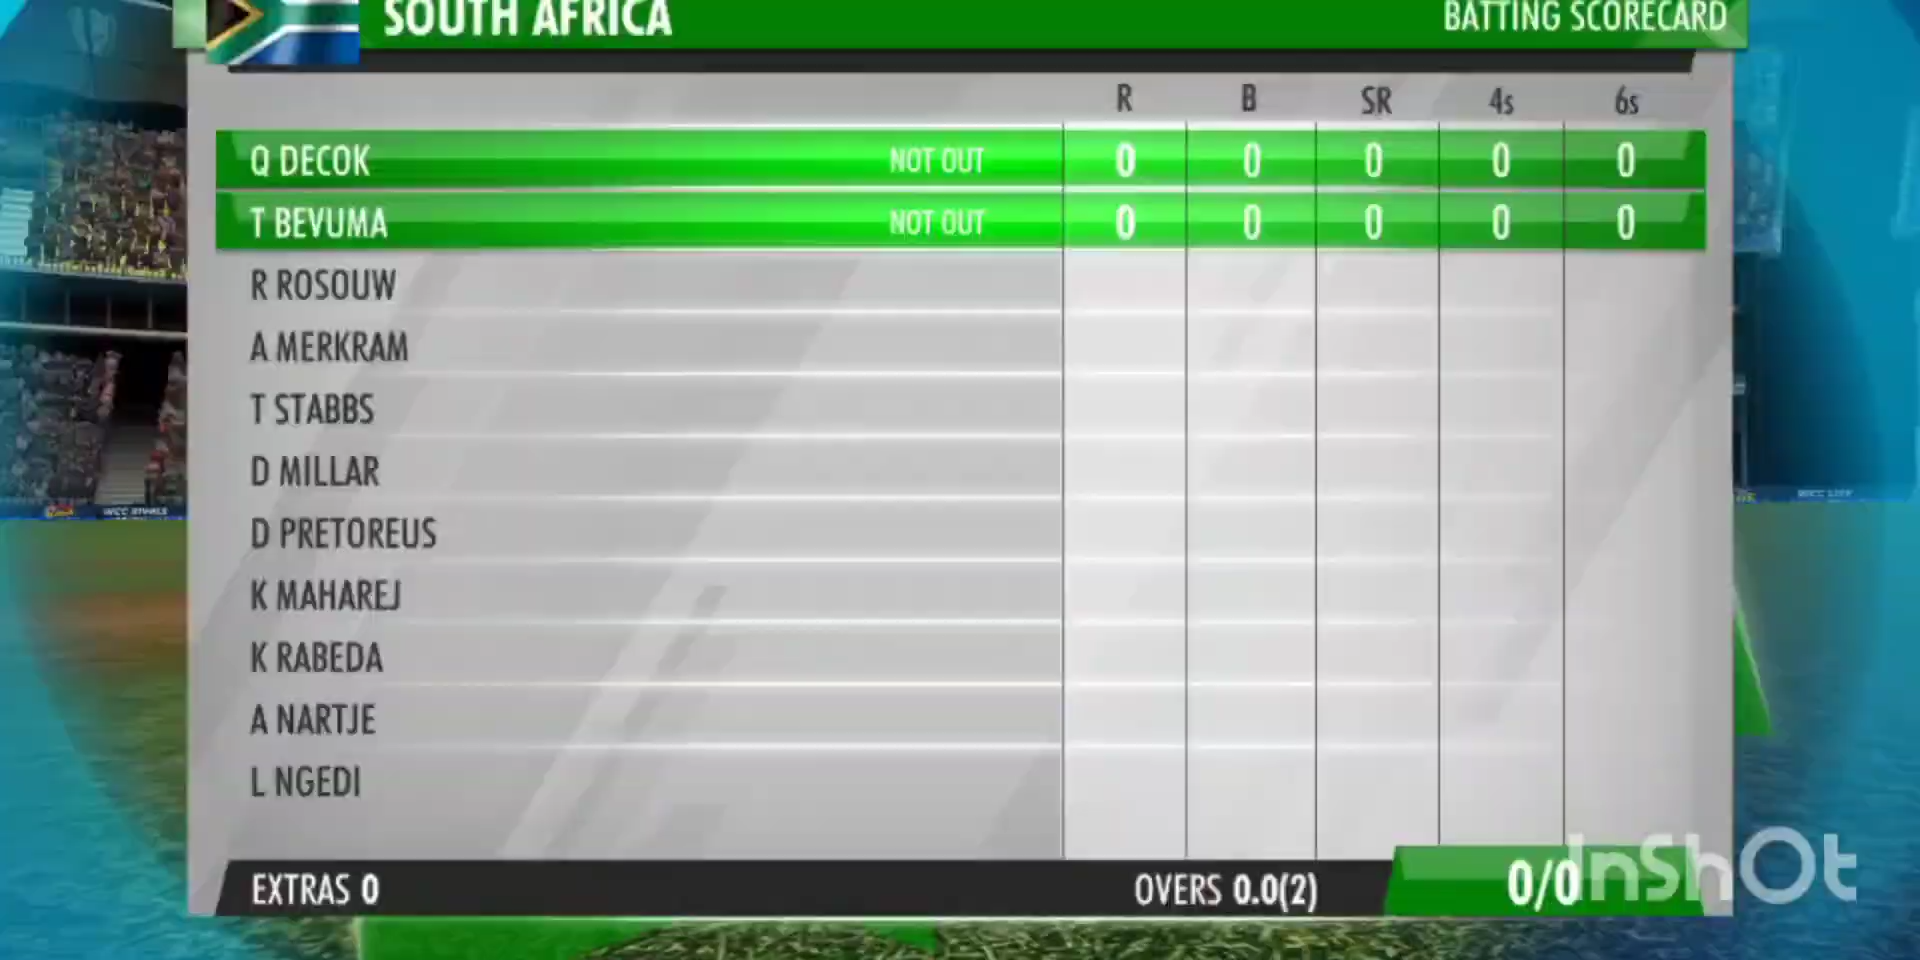 SOUTH AFRICA BATTING SCORECARD
R B SR 4s 6s
Q DECOK NOT OUT 0 0 0 0 0
T BEVUMA NOT OUT 0 0 0 0 0
R ROSOUW
A MERKRAM
T STABBS
D MILLAR
D PRETOREUS
K MAHAREJ
K RABEDA
A NARTJE
L NGEDI
EXTRAS 0 OVERS 0.0(2) 0/0
InShOt
WCC RIVALS